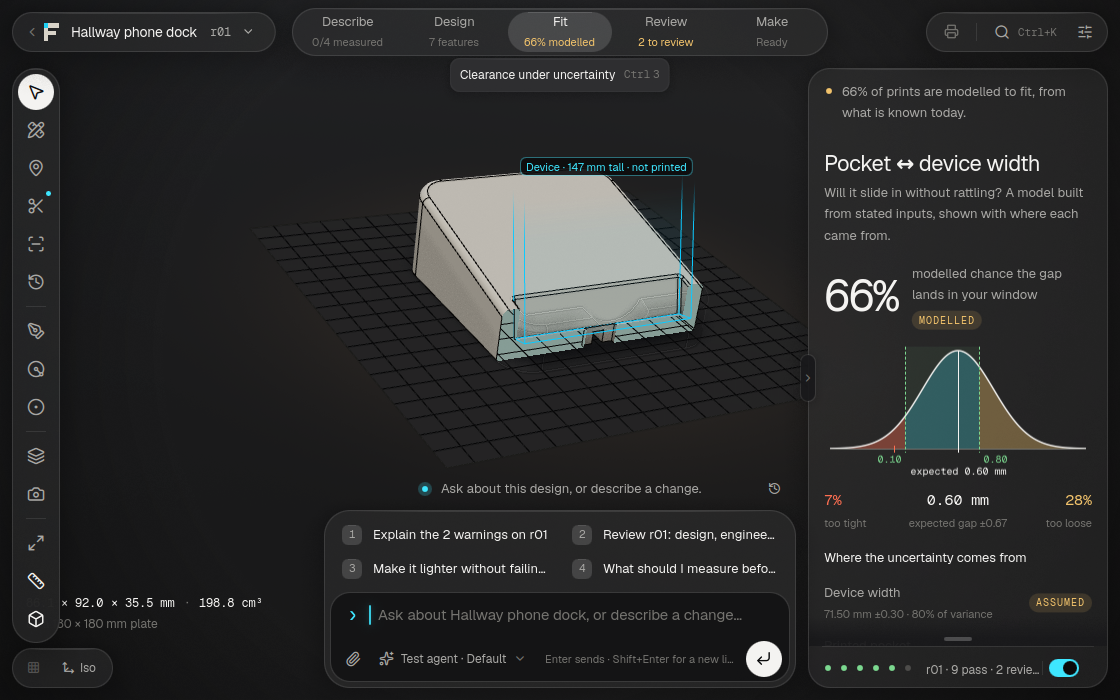 Hallway phone dock r01
Describe
0/4 measured
Design
7 features
Fit
66% modelled
Review
2 to review
Make
Ready
Ctrl+K
Clearance under uncertainty Ctrl 3
66% of prints are modelled to fit, from
what is known today.
Device · 147 mm tall · not printed
Pocket ↔ device width
Will it slide in without rattling? A model built
from stated inputs, shown with where each
came from.
66%
modelled chance the gap
lands in your window
MODELLED
0.10
0.80
expected 0.60 mm
7%
too tight
0.60 mm
expected gap ±0.67
28%
too loose
Where the uncertainty comes from
Device width
71.50 mm ±0.30 · 80% of variance
ASSUMED
Ask about this design, or describe a change.
1 Explain the 2 warnings on r01
2 Review r01: design, enginee…
3 Make it lighter without failin…
4 What should I measure befo…
× 92.0 × 35.5 mm · 198.8 cm³
× 180 mm plate
› Ask about Hallway phone dock, or describe a change…
Test agent · Default
Enter sends · Shift+Enter for a new li…
Iso
r01 · 9 pass · 2 revie…